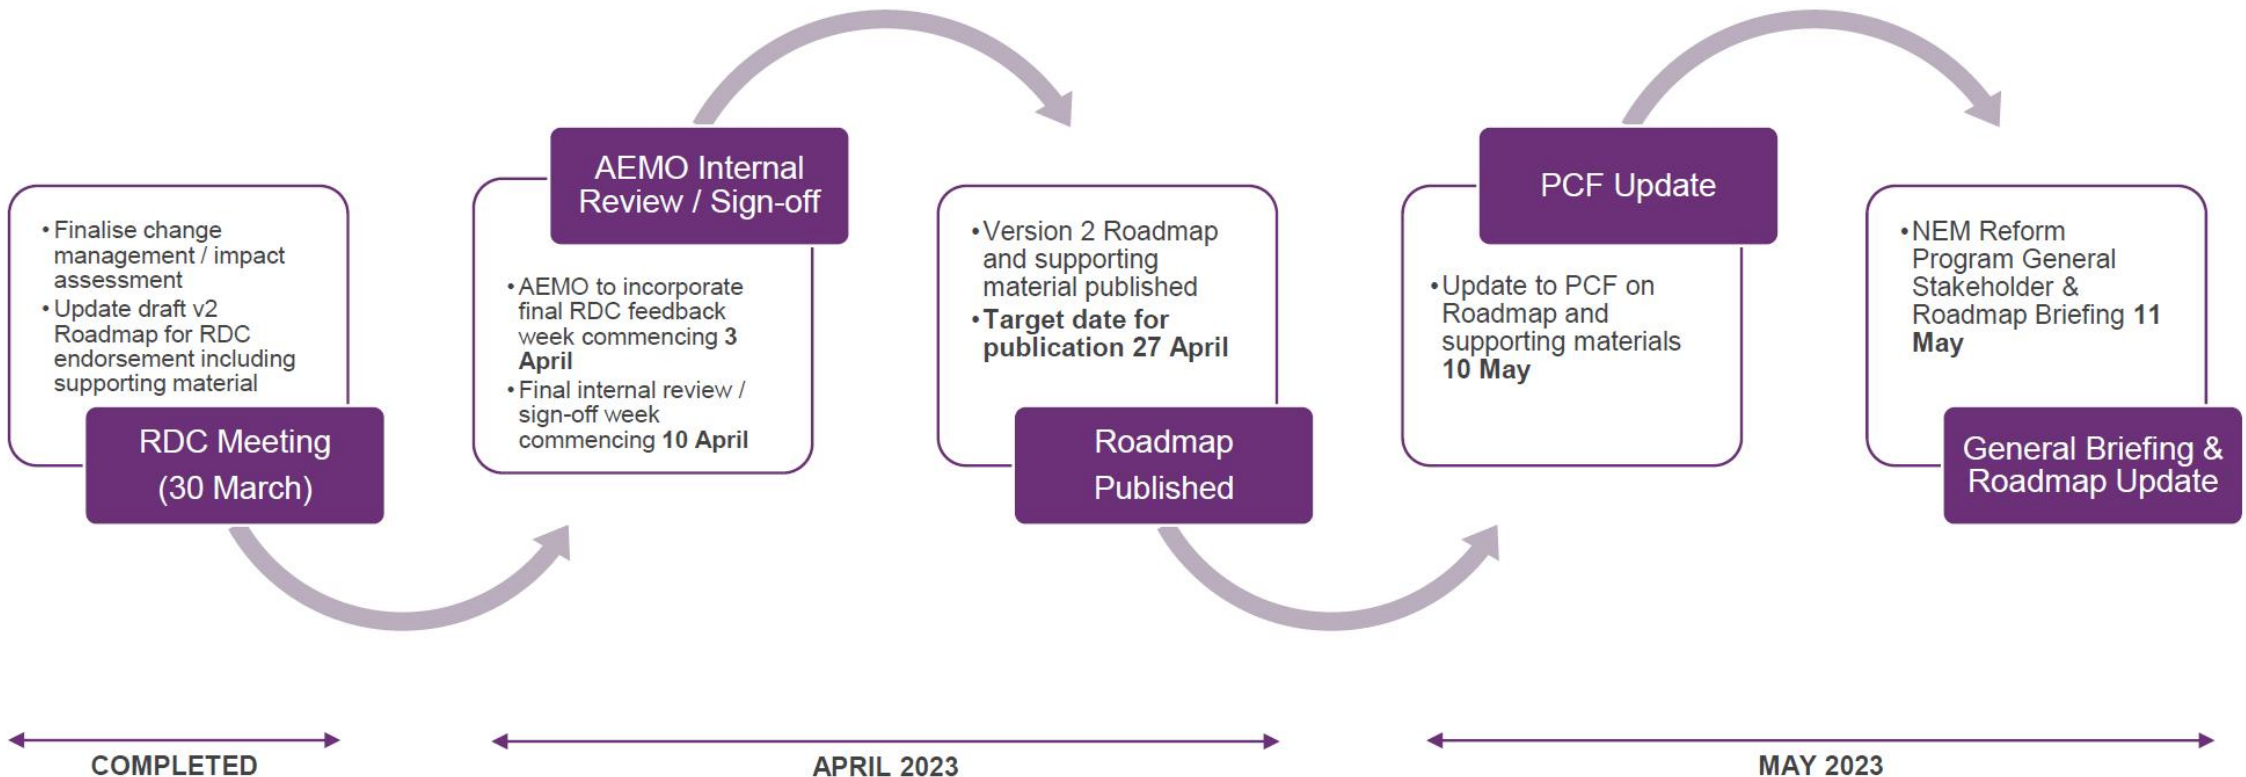 • Finalise change
management / impact
assessment
• Update draft v2
Roadmap for RDC
endorsement including
supporting material
RDC Meeting
(30 March)
AEMO Internal
Review / Sign-off
• AEMO to incorporate
final RDC feedback
week commencing 3
April
• Final internal review /
sign-off week
commencing 10 April
• Version 2 Roadmap
and supporting
material published
• Target date for
publication 27 April
Roadmap
Published
PCF Update
• Update to PCF on
Roadmap and
supporting materials
10 May
• NEM Reform
Program General
Stakeholder &
Roadmap Briefing 11
May
General Briefing &
Roadmap Update
COMPLETED
APRIL 2023
MAY 2023